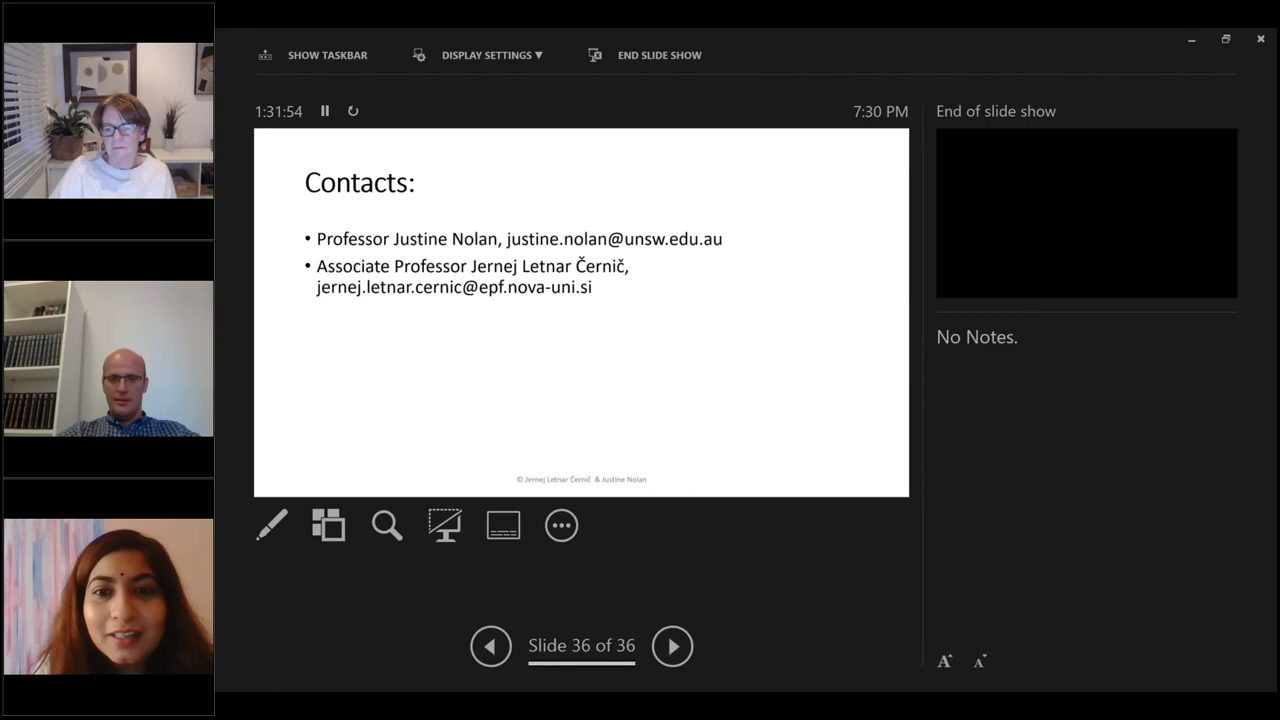 SHOW TASKBAR
DISPLAY SETTINGS ▼
END SLIDE SHOW
1:31:54
7:30 PM
End of slide show
Contacts:
• Professor Justine Nolan, justine.nolan@unsw.edu.au
• Associate Professor Jernej Letnar Černič,
jernej.letnar.cernic@epf.nova-uni.si
© Jernej Letnar Černič & Justine Nolan
No Notes.
Slide 36 of 36
A A